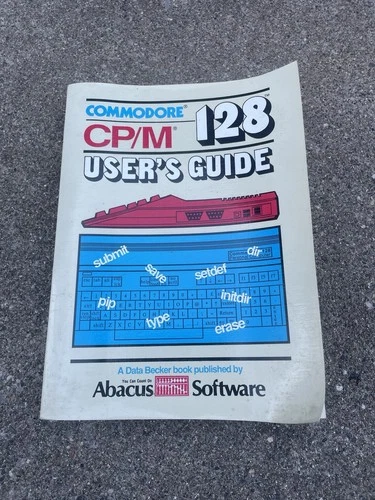 COMMODORE® 128™
CP/M®
USER'S GUIDE
submit
dir
save
setdef
pip
initdir
type
erase
A Data Becker book published by
You Can Count On
Abacus Software